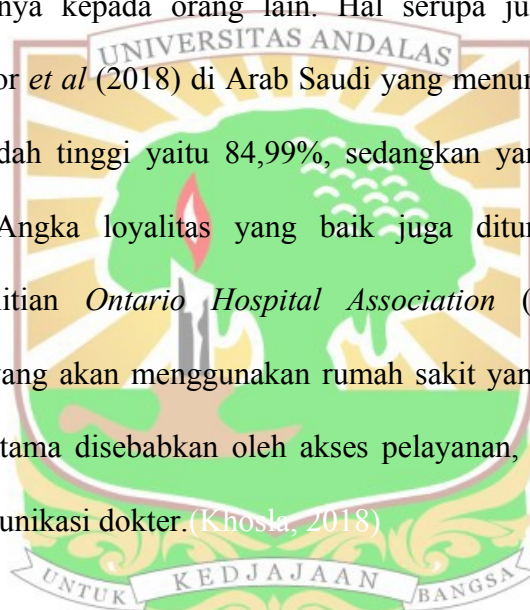 nya kepada orang lain. Hal serupa ju
UNIVERSITAS ANDALAS
or et al (2018) di Arab Saudi yang menun
dah tinggi yaitu 84,99%, sedangkan yan
Angka loyalitas yang baik juga ditun
litian Ontario Hospital Association (
yang akan menggunakan rumah sakit yan
tama disebabkan oleh akses pelayanan,
unikasi dokter.(Khosla, 2018)
UNTUK KEDJAJAAN BANGSA